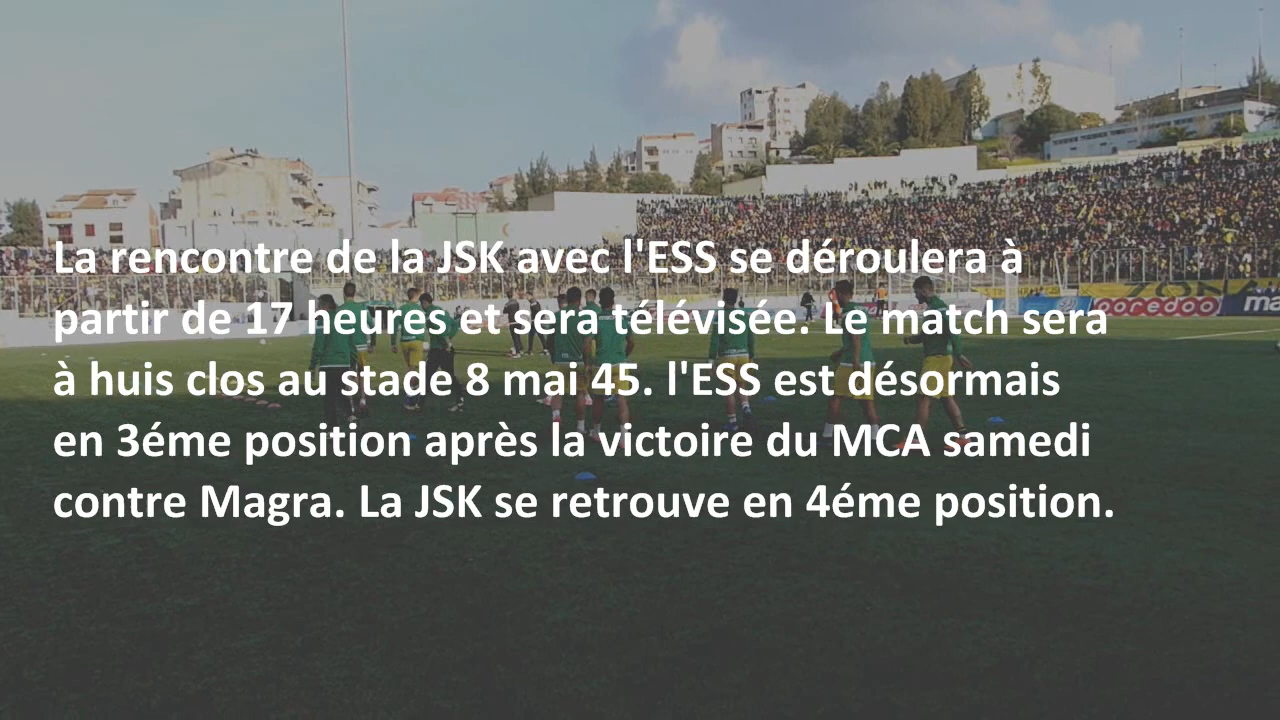 La rencontre de la JSK avec l'ESS se déroulera à
partir de 17 heures et sera télévisée. Le match sera
à huis clos au stade 8 mai 45. l'ESS est désormais
en 3éme position après la victoire du MCA samedi
contre Magra. La JSK se retrouve en 4éme position.
ooredoo